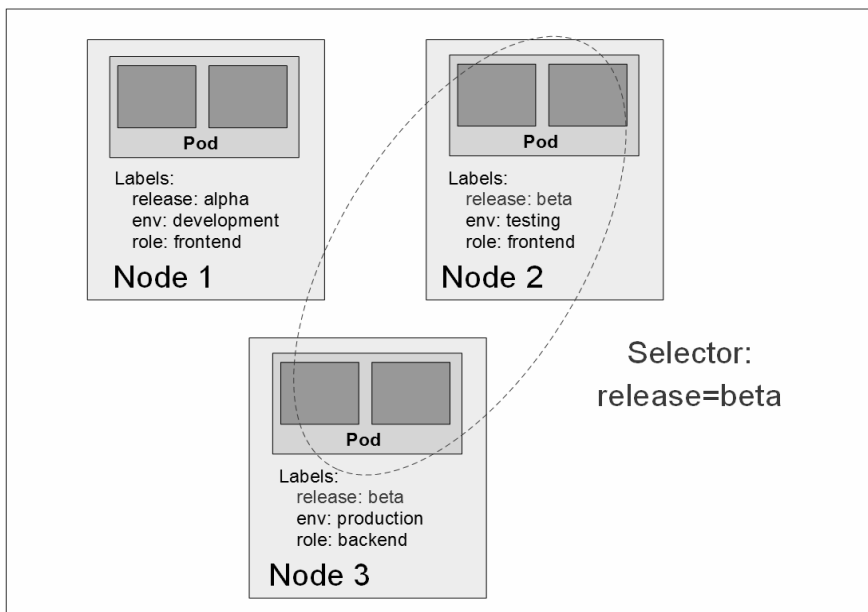 Pod
Labels:
release: alpha
env: development
role: frontend
Node 1
Pod
Labels:
release: beta
env: testing
role: frontend
Node 2
Selector:
release=beta
Pod
Labels:
release: beta
env: production
role: backend
Node 3